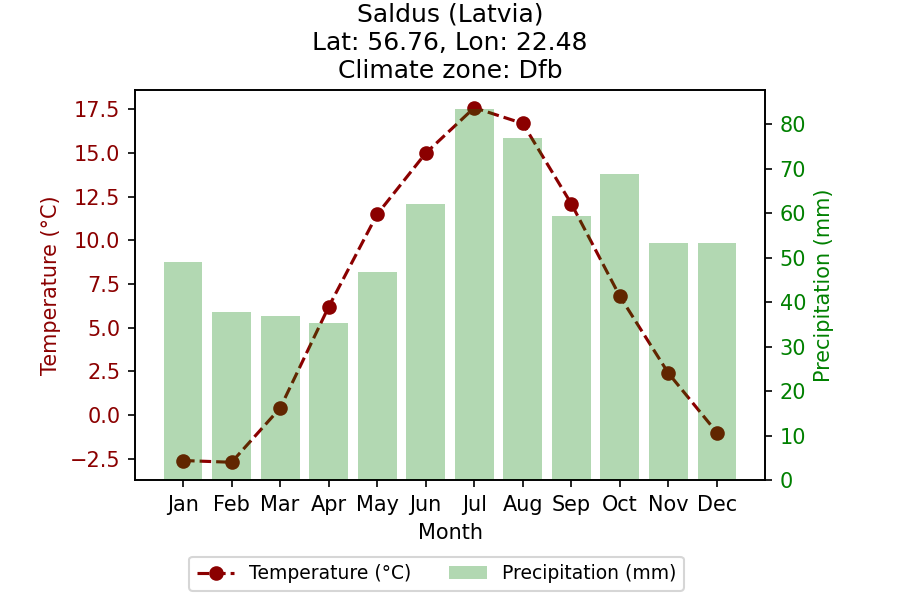 Saldus (Latvia)
Lat: 56.76, Lon: 22.48
Climate zone: Dfb
Temperature (°C)
17.5
15.0
12.5
10.0
7.5
5.0
2.5
0.0
−2.5
80
70
60
50
40
30
20
10
0
Precipitation (mm)
Jan Feb Mar Apr May Jun Jul Aug Sep Oct Nov Dec
Month
Temperature (°C) Precipitation (mm)